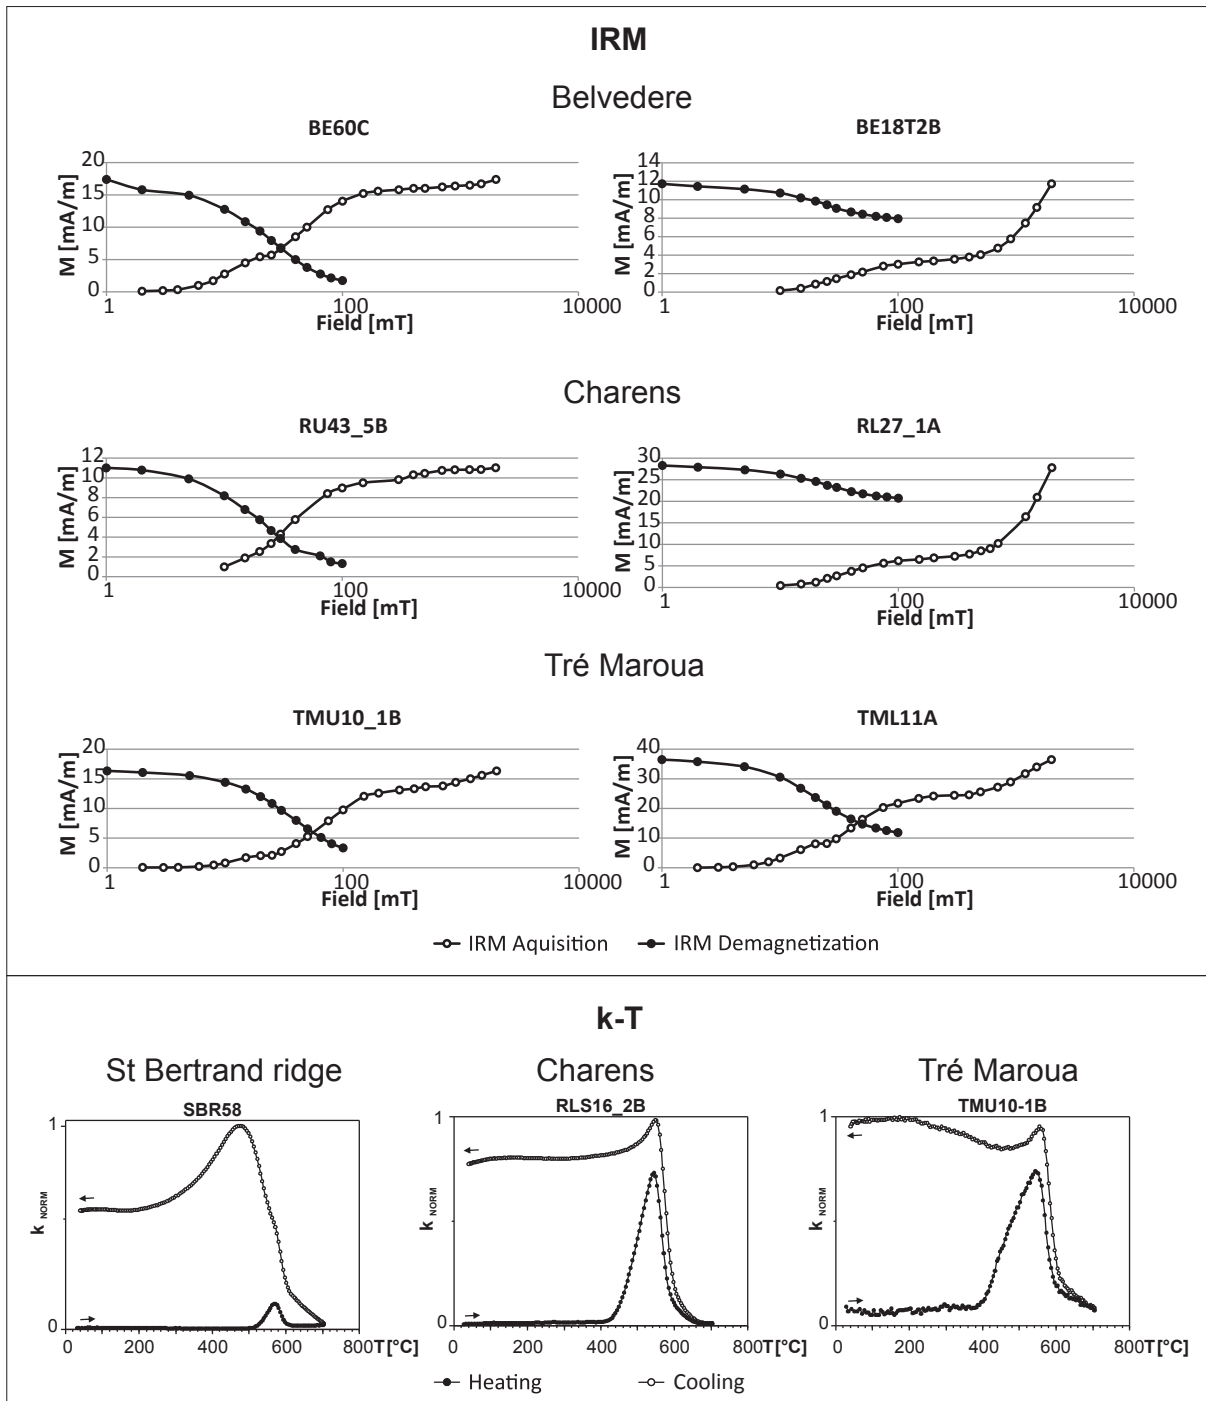 IRM
Belvedere
BE60C
BE18T2B
M [mA/m]
20
15
10
5
0
1
100
10000
Field [mT]
M [mA/m]
14
12
10
8
6
4
2
0
1
100
10000
Field [mT]
Charens
RU43_5B
RL27_1A
M [mA/m]
12
10
8
6
4
2
0
1
100
10000
Field [mT]
M [mA/m]
30
25
20
15
10
5
0
1
100
10000
Field [mT]
Tré Maroua
TMU10_1B
TML11A
M [mA/m]
20
15
10
5
0
1
100
10000
Field [mT]
M [mA/m]
40
30
20
10
0
1
100
10000
Field [mT]
IRM Aquisition
IRM Demagnetization
k-T
St Bertrand ridge
Charens
Tré Maroua
SBR58
RLS16_2B
TMU10-1B
k NORM
1
0
0 200 400 600 800 T[°C]
k NORM
1
0
0 200 400 600 800 T[°C]
k NORM
1
0
0 200 400 600 800 T[°C]
Heating
Cooling